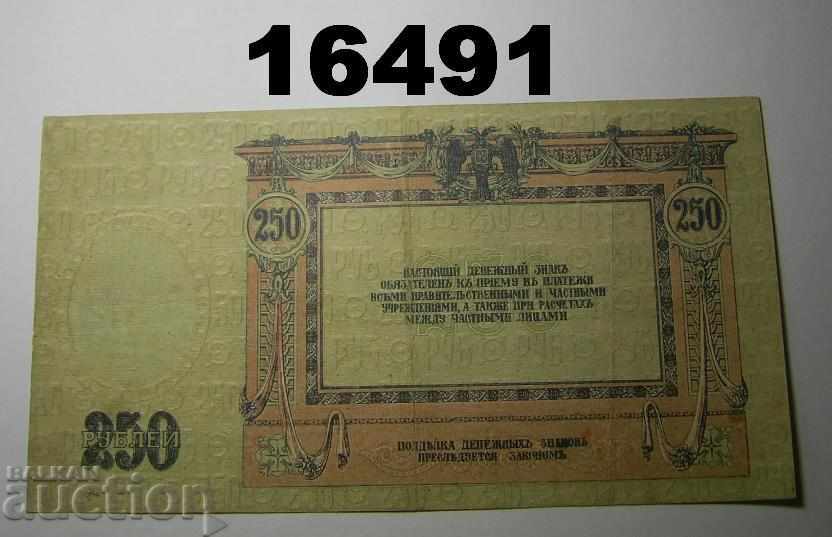 16491
250
250
НАСТОЯЩІЙ ДЕНЕЖНЫЙ ЗНАКЪ
ОБЯЗАТЕЛЕНЪ КЪ ПРІЕМУ ВЪ ПЛАТЕЖИ
ВСѢМИ ПРАВИТЕЛЬСТВЕННЫМИ И ЧАСТНЫМИ
УЧРЕЖДЕНІЯМИ, А ТАКЖЕ ПРИ РАСЧЕТАХЪ
МЕЖДУ ЧАСТНЫМИ ЛИЦАМИ
250
РУБЛЕЙ
ПОДДѢЛКА ДЕНЕЖНЫХЪ ЗНАКОВЪ
ПРЕСЛѢДУЕТСЯ ЗАКОНОМЪ
BALKAN
auction